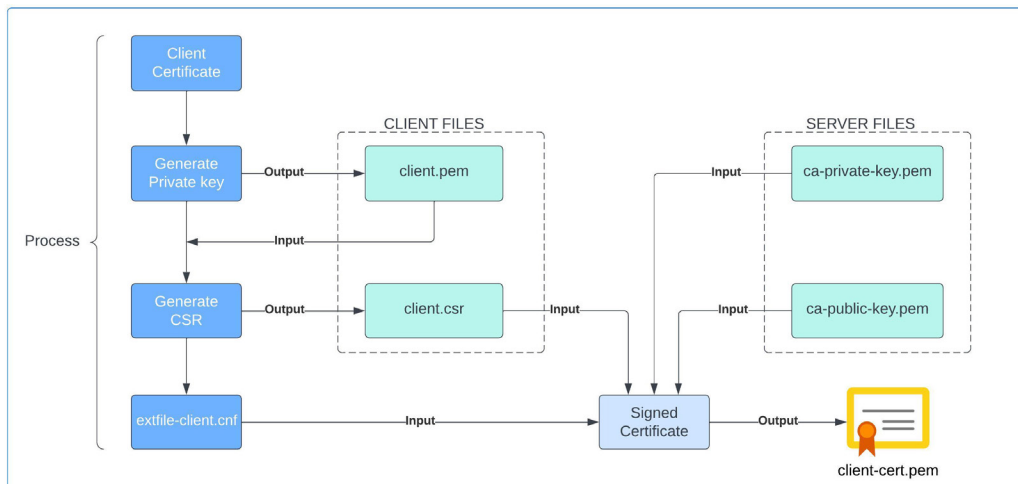 Client
Certificate
CLIENT FILES
SERVER FILES
Generate
Private key
Output
client.pem
Input
ca-private-key.pem
Process
Input
Generate
CSR
Output
client.csr
Input
Input
ca-public-key.pem
extfile-client.cnf
Input
Signed
Certificate
Output
client-cert.pem